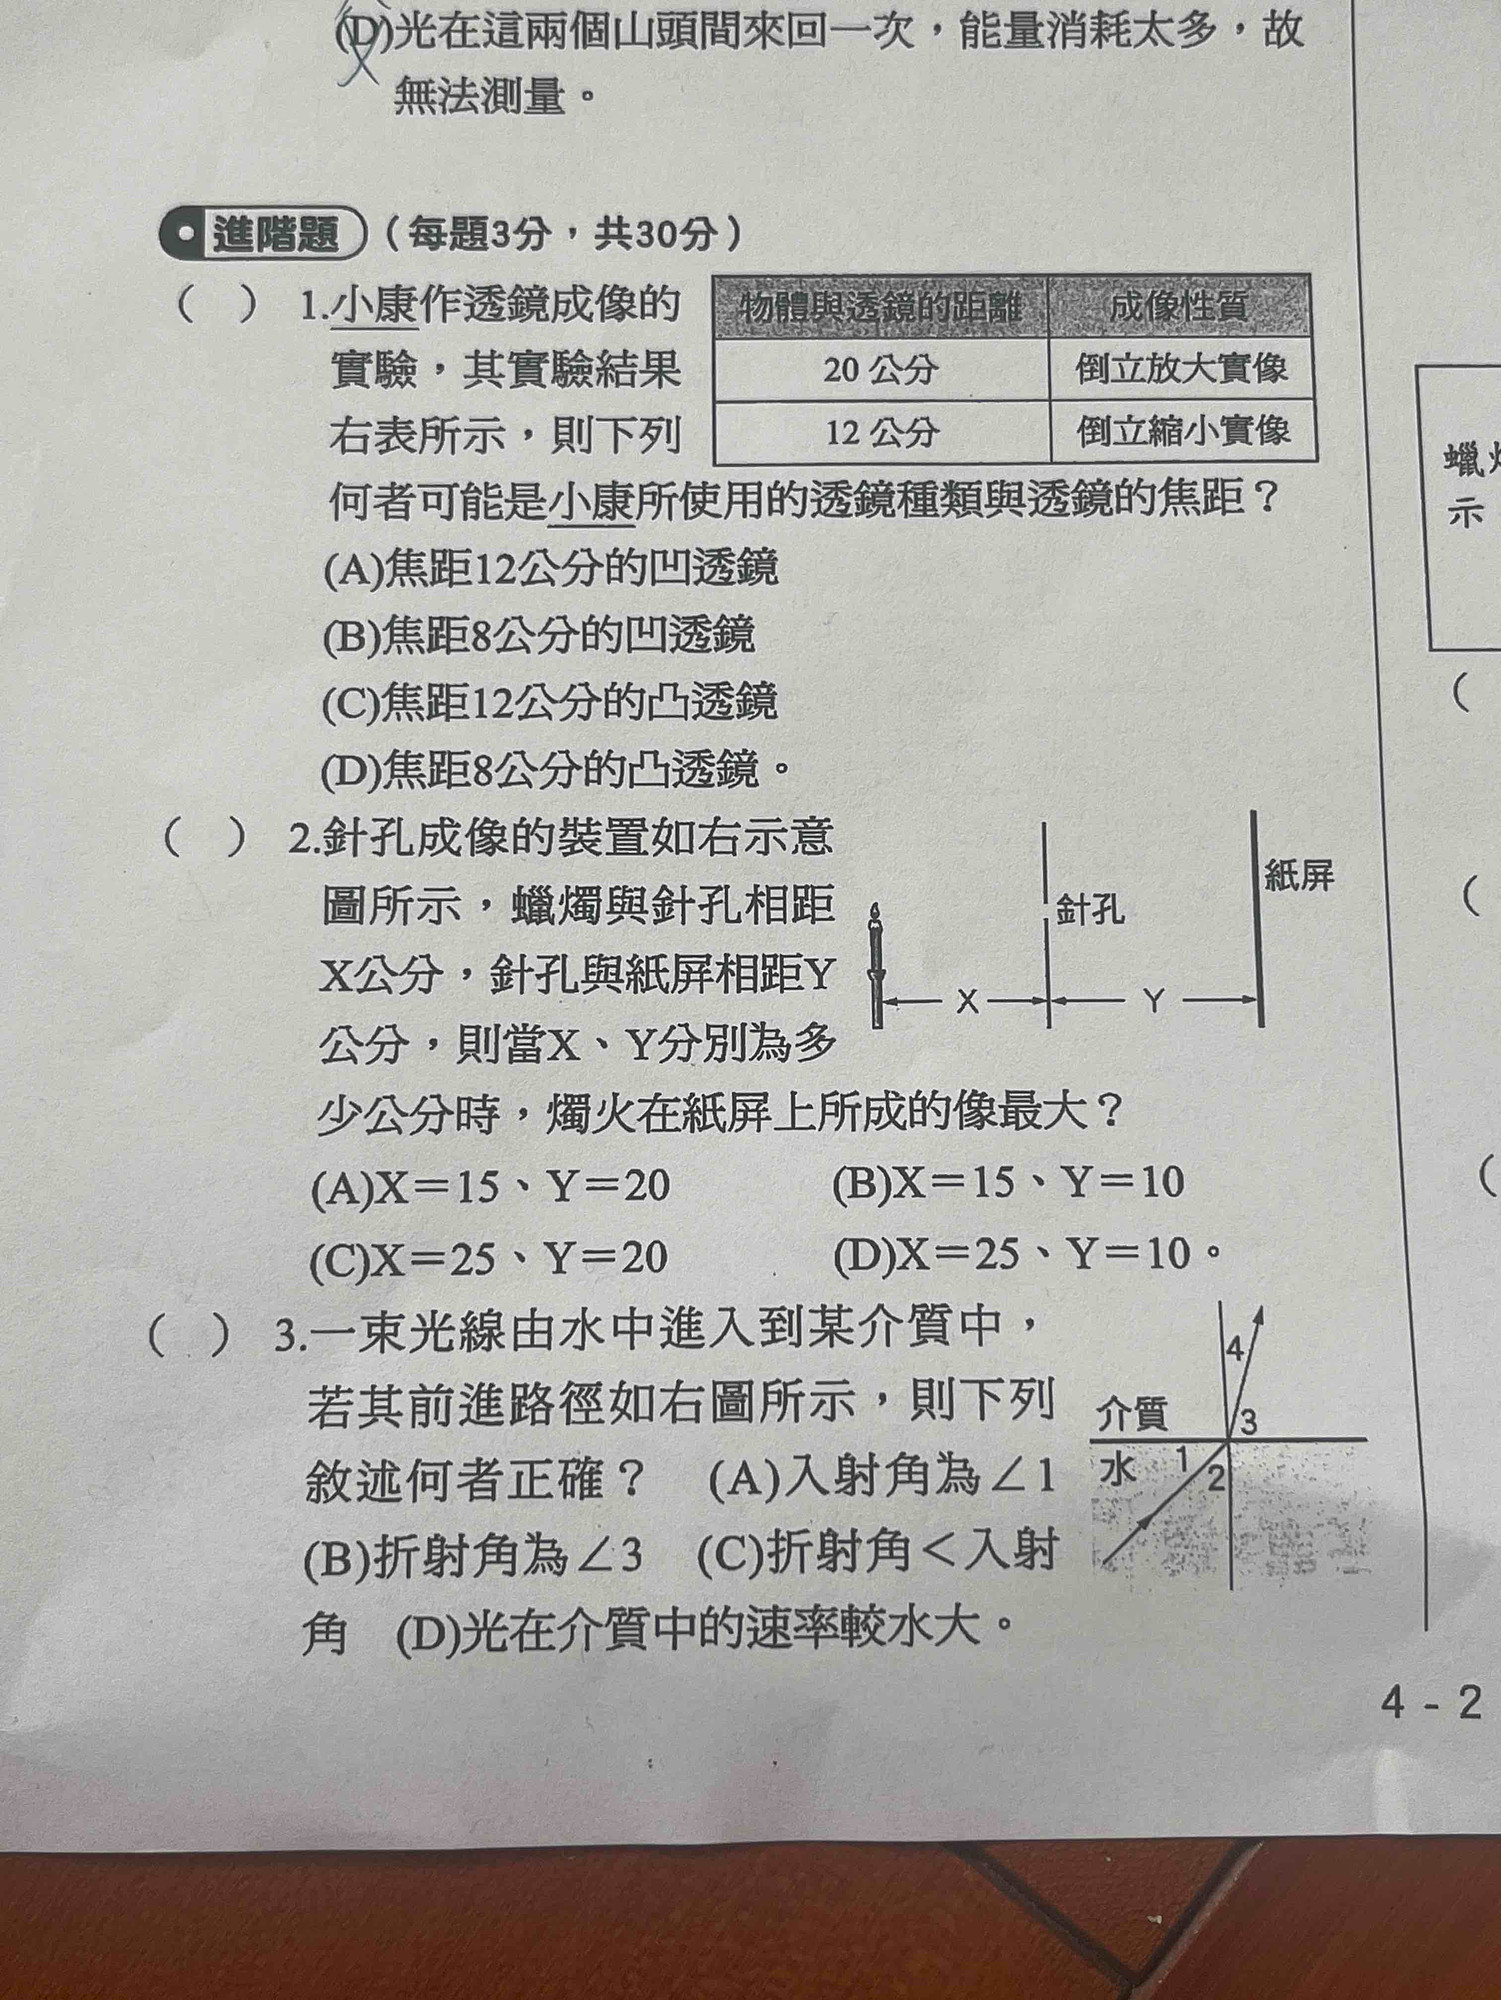 (D)光在這兩個山頭間來回一次，能量消耗太多，故
無法測量。
進階題（每題3分，共30分）
（ ） 1.小康作透鏡成像的
實驗，其實驗結果
右表所示，則下列
物體與透鏡的距離 成像性質
20 公分 倒立放大實像
12 公分 倒立縮小實像
何者可能是小康所使用的透鏡種類與透鏡的焦距？
(A)焦距12公分的凹透鏡
(B)焦距8公分的凹透鏡
(C)焦距12公分的凸透鏡
(D)焦距8公分的凸透鏡。
（ ） 2.針孔成像的裝置如右示意
圖所示，蠟燭與針孔相距
X公分，針孔與紙屏相距Y
公分，則當X、Y分別為多
少公分時，燭火在紙屏上所成的像最大？
針孔
紙屏
X
Y
(A)X＝15、Y＝20 (B)X＝15、Y＝10
(C)X＝25、Y＝20 (D)X＝25、Y＝10。
（ ） 3.一束光線由水中進入到某介質中，
若其前進路徑如右圖所示，則下列
敘述何者正確？ (A)入射角為∠1
(B)折射角為∠3 (C)折射角＜入射
角 (D)光在介質中的速率較水大。
4
介質 3
水 1 2
蠟
示
（
（
（
4 - 2